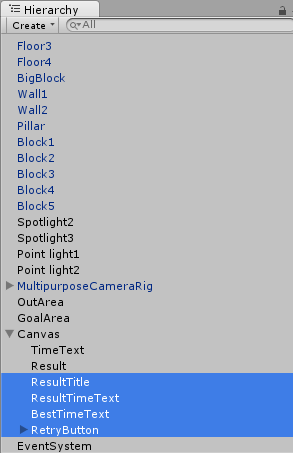 Hierarchy
Create All
Floor3
Floor4
BigBlock
Wall1
Wall2
Pillar
Block1
Block2
Block3
Block4
Block5
Spotlight2
Spotlight3
Point light1
Point light2
MultipurposeCameraRig
OutArea
GoalArea
Canvas
TimeText
Result
ResultTitle
ResultTimeText
BestTimeText
RetryButton
EventSystem